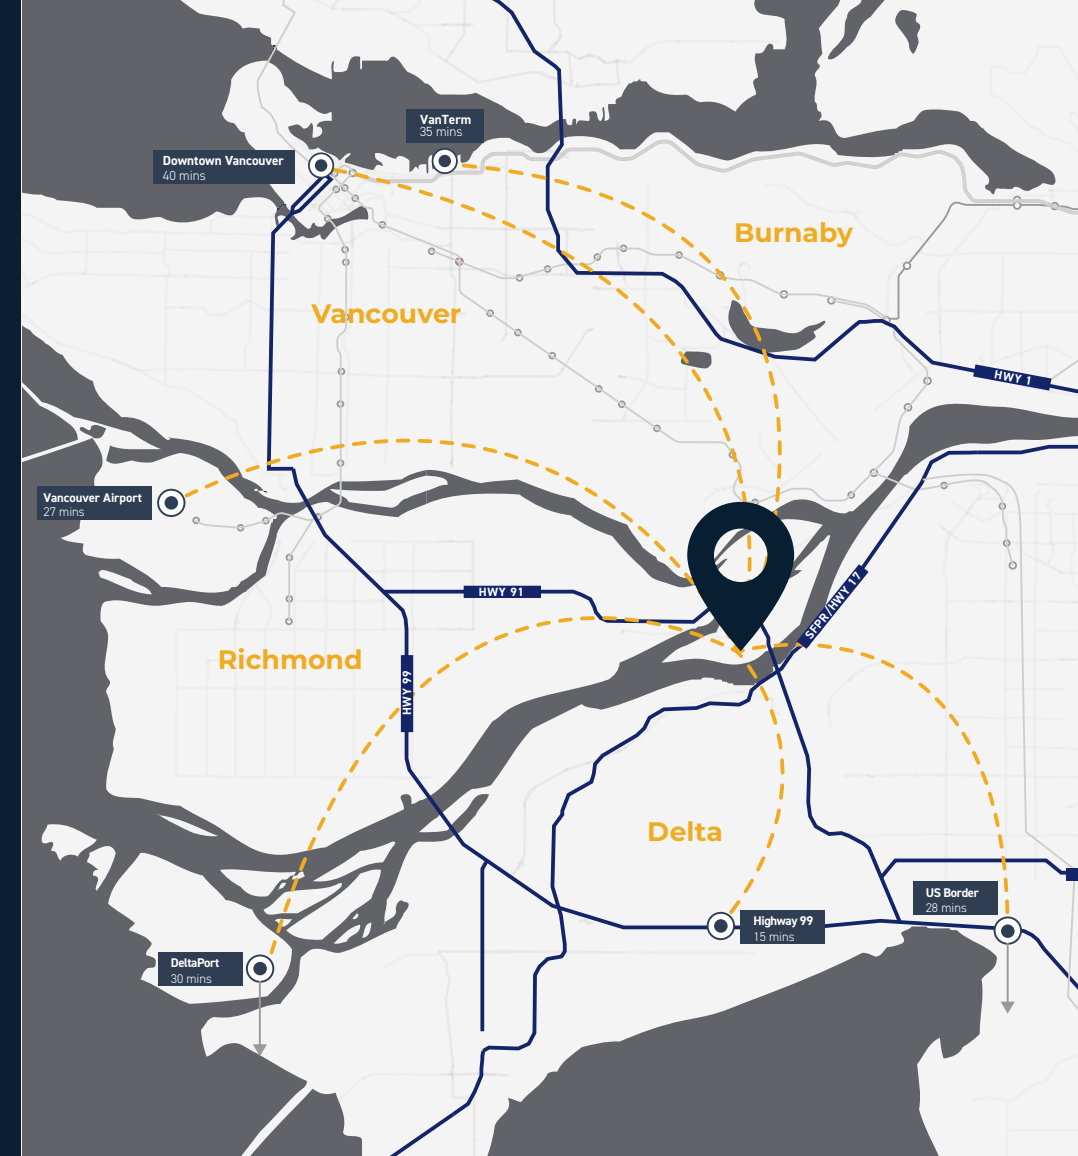 VanTerm
35 mins
Downtown Vancouver
40 mins
Burnaby
Vancouver
HWY 1
Vancouver Airport
27 mins
HWY 91
SFPR/HWY 17
Richmond
HWY 99
Delta
US Border
28 mins
Highway 99
15 mins
DeltaPort
30 mins